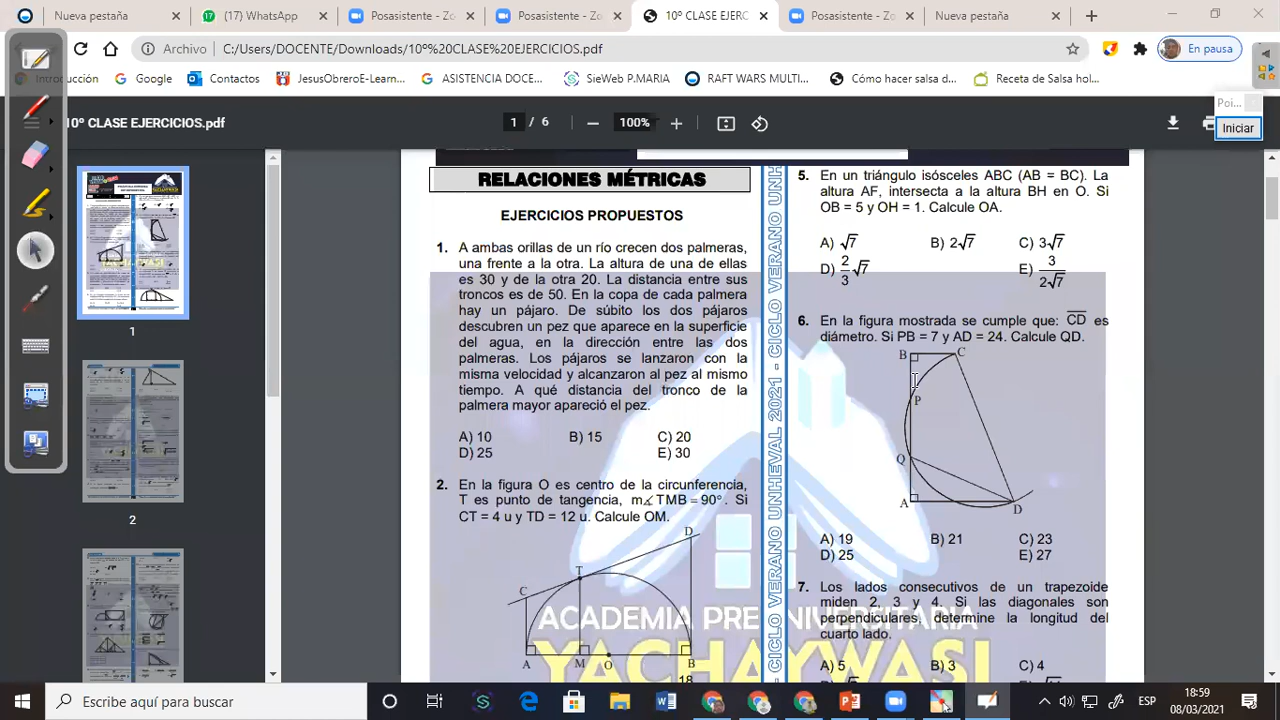 Nueva pestaña
(17) WhatsApp
Posasistente - Zo
Posasistente - Zo
10º CLASE EJERC
Posasistente - Zo
Nueva pestaña
Archivo
C:/Users/DOCENTE/Downloads/10º%20CLASE%20EJERCICIOS.pdf
En pausa
Introducción
Google
Contactos
JesusObreroE-Learn...
ASISTENCIA DOCE...
SieWeb P.MARIA
RAFT WARS MULTI...
Cómo hacer salsa d...
Receta de Salsa hol...
Poi...
Iniciar
10º CLASE EJERCICIOS.pdf
1 / 6
100%
1
2
RELACIONES MÉTRICAS
EJERCICIOS PROPUESTOS
1. A ambas orillas de un río crecen dos palmeras,
una frente a la otra. La altura de una de ellas
es 30 y de la otra 20. La distancia entre sus
troncos es de 50. En la copa de cada palmera
hay un pájaro. De súbito los dos pájaros
descubren un pez que aparece en la superficie
del agua, en la dirección entre las dos
palmeras. Los pájaros se lanzaron con la
misma velocidad y alcanzaron al pez al mismo
tiempo. A qué distancia del tronco de la
palmera mayor apareció el pez.
A) 10 B) 15 C) 20
D) 25 E) 30
2. En la figura O es centro de la circunferencia,
T es punto de tangencia, m∡TMB = 90º. Si
CT = 4 u y TD = 12 u. Calcule OM.
D
T
C
A M O B
18
CICLO VERANO UNHEVAL 2021 - CICLO VERANO UNH
5. En un triángulo isósceles ABC (AB = BC). La
altura AF, intersecta a la altura BH en O. Si
OB = 5 y OH = 1. Calcule OA.
A) √7 B) 2√7 C) 3√7
D) 2/3 √7 E) 3/2√7
6. En la figura mostrada se cumple que: CD es
diámetro. Si PB = 7 y AD = 24. Calcule QD.
B C
P
Q
A D
A) 19 B) 21 C) 23
D) 25 E) 27
7. Los lados consecutivos de un trapezoide
miden 2, 3 y 4. Si las diagonales son
perpendiculares, determine la longitud del
cuarto lado.
A) 5 B) 3 C) 4
ACADEMIA PREUNIVERSITARIA
YACHAYWASI
Escribe aquí para buscar
ESP
18:59
08/03/2021